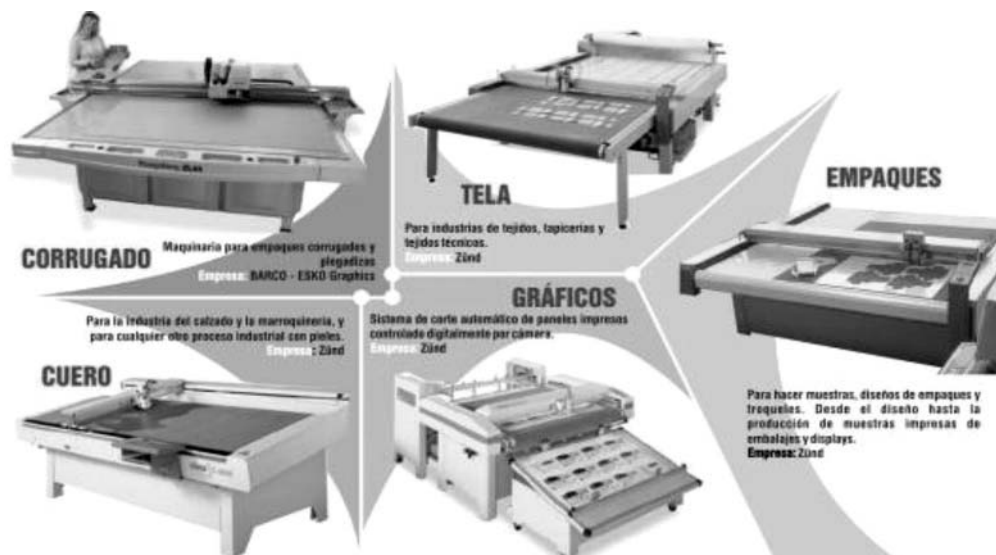 TELA
Para industrias de tejidos, tapicerías y
tejidos técnicos.
Empresa: Zünd
EMPAQUES
Para hacer muestras, diseños de empaques y
troqueles. Desde el diseño hasta la
producción de muestras impresas de
embalajes y displays.
Empresa: Zünd
CORRUGADO
Maquinaria para empaques corrugados y
plegadizas
Empresa: BARCO - ESKO Graphics
GRÁFICOS
Sistema de corte automático de paneles impresos
controlado digitalmente por cámara.
Empresa: Zünd
Para la industria del calzado y la marroquinería, y
para cualquier otro proceso industrial con pieles.
Empresa: Zünd
CUERO